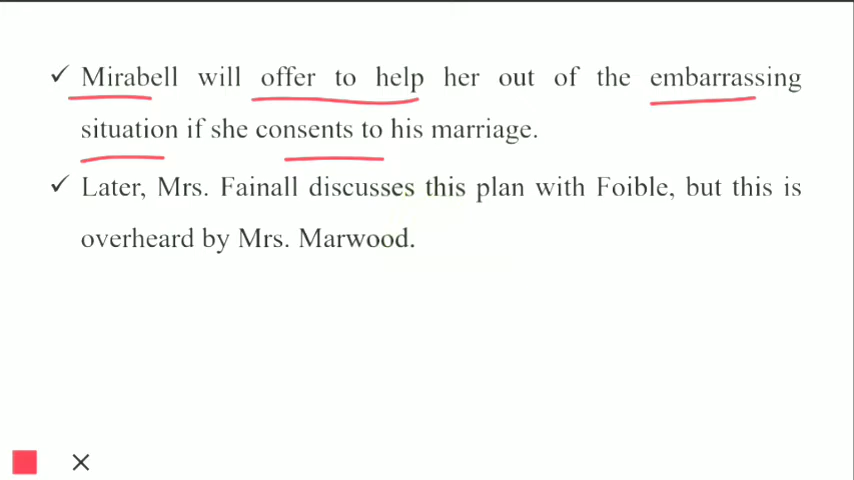 ✓ Mirabell will offer to help her out of the embarrassing
situation if she consents to his marriage.
✓ Later, Mrs. Fainall discusses this plan with Foible, but this is
overheard by Mrs. Marwood.